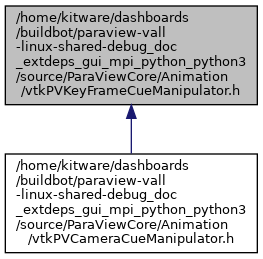 /home/kitware/dashboards
/buildbot/paraview-vall
-linux-shared-debug_doc
_extdeps_gui_mpi_python_python3
/source/ParaViewCore/Animation
/vtkPVKeyFrameCueManipulator.h
/home/kitware/dashboards
/buildbot/paraview-vall
-linux-shared-debug_doc
_extdeps_gui_mpi_python_python3
/source/ParaViewCore/Animation
/vtkPVCameraCueManipulator.h